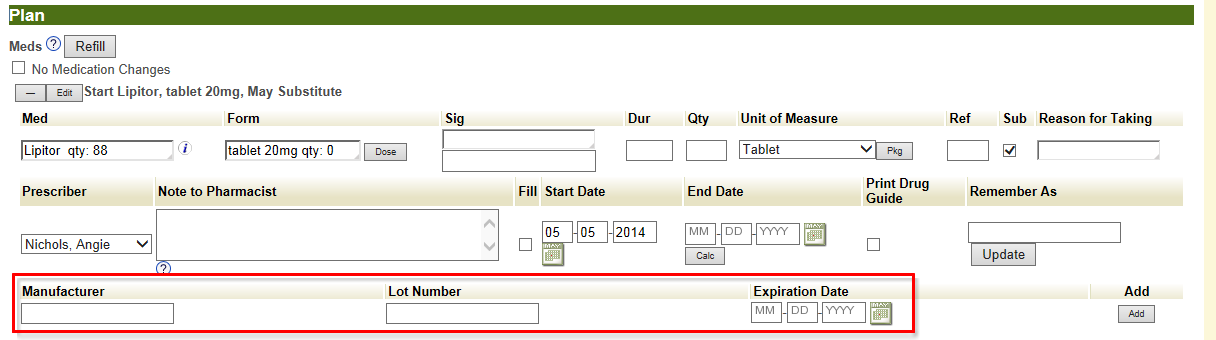 Plan
Meds ? Refill
No Medication Changes
— Edit Start Lipitor, tablet 20mg, May Substitute
Med Form Sig Dur Qty Unit of Measure Ref Sub Reason for Taking
Lipitor qty: 88 i tablet 20mg qty: 0 Dose Tablet Pkg
Prescriber Note to Pharmacist Fill Start Date End Date Print Drug Guide Remember As
Nichols, Angie 05 - 05 - 2014 MM - DD - YYYY
Calc Update
?
Manufacturer Lot Number Expiration Date Add
MM - DD - YYYY Add